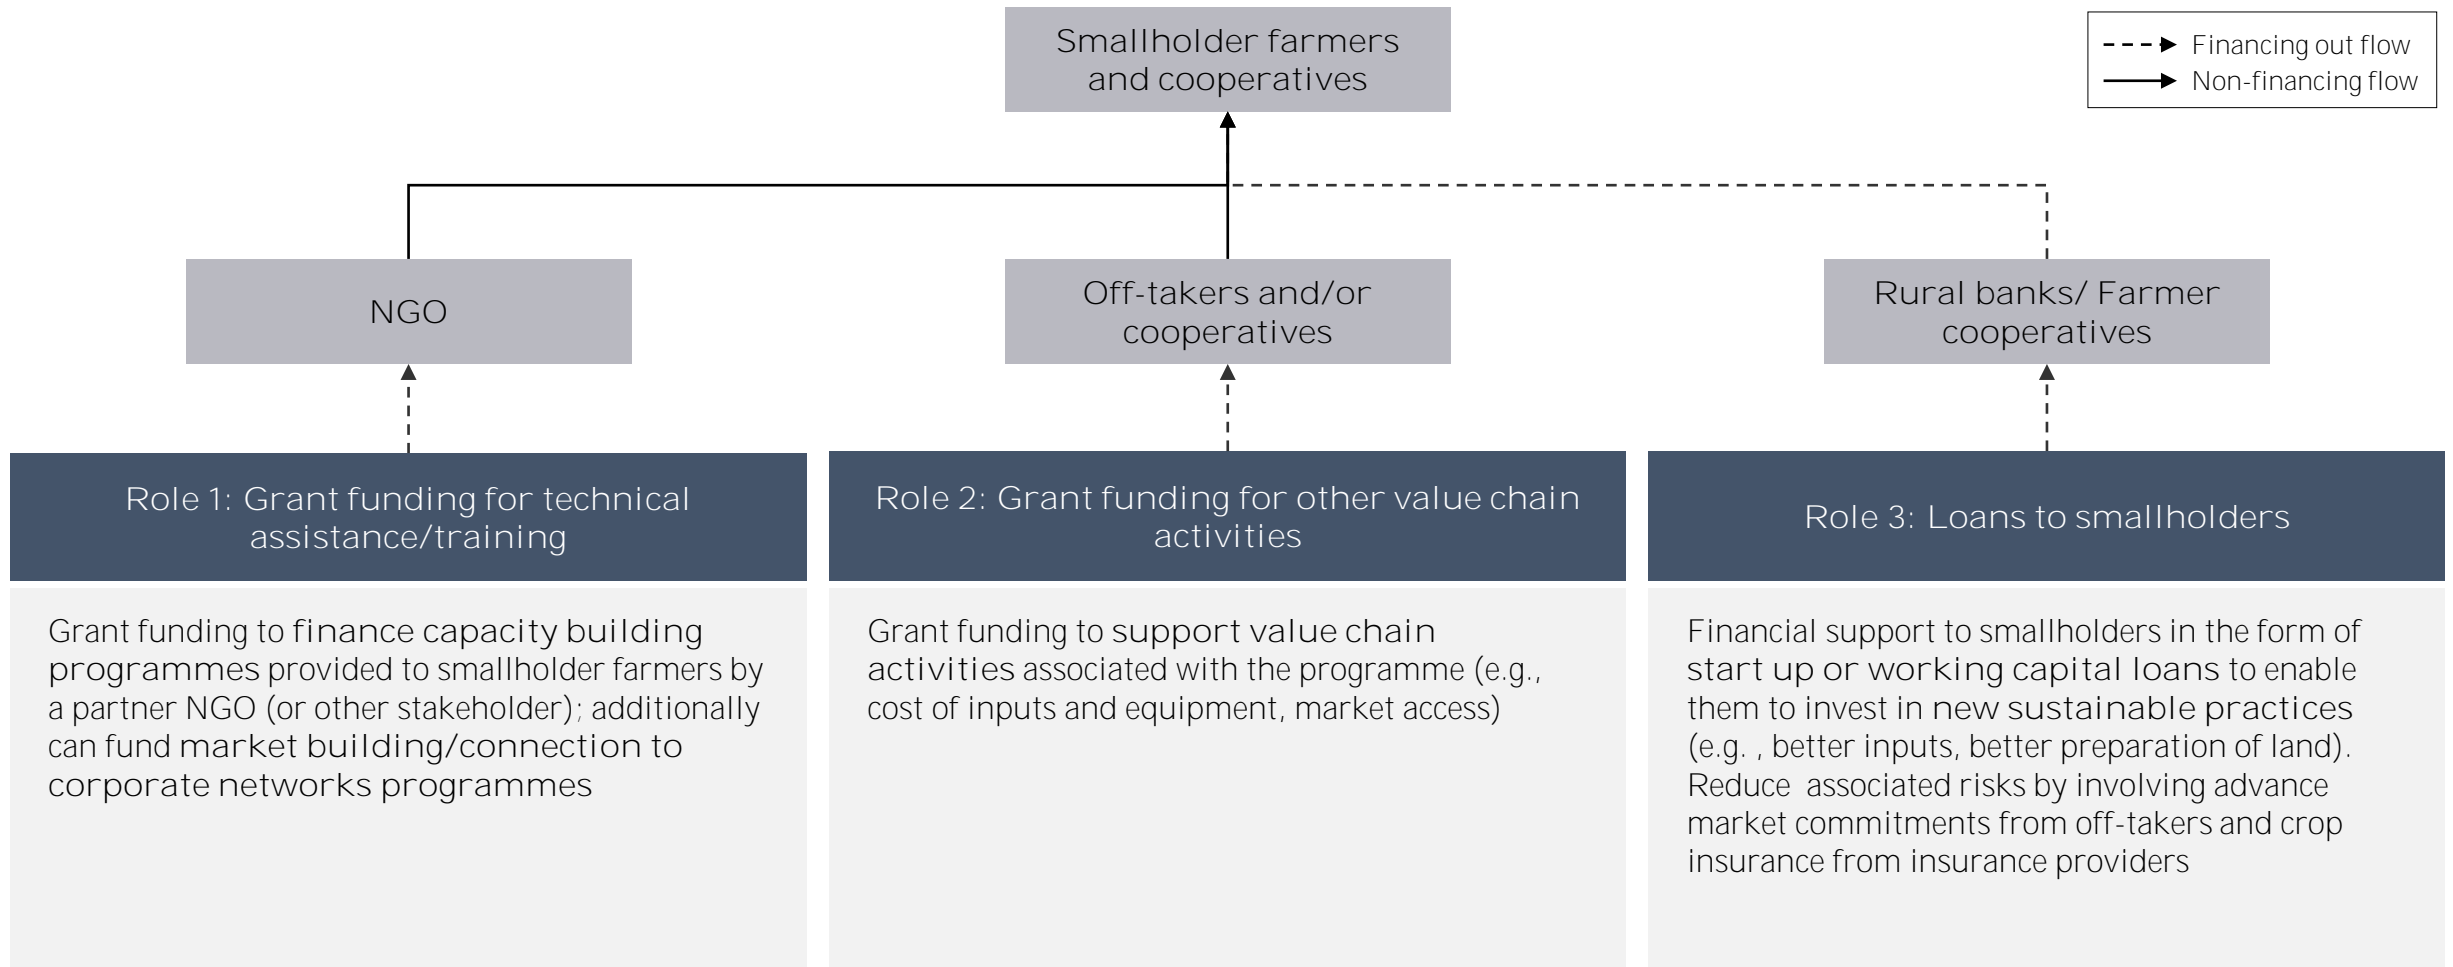 Smallholder farmers
and cooperatives
Financing out flow
Non-financing flow
NGO
Off-takers and/or
cooperatives
Rural banks/ Farmer
cooperatives
Role 1: Grant funding for technical
assistance/training
Role 2: Grant funding for other value chain
activities
Role 3: Loans to smallholders
Grant funding to finance capacity building
programmes provided to smallholder farmers by
a partner NGO (or other stakeholder); additionally
can fund market building/connection to
corporate networks programmes
Grant funding to support value chain
activities associated with the programme (e.g.,
cost of inputs and equipment, market access)
Financial support to smallholders in the form of
start up or working capital loans to enable
them to invest in new sustainable practices
(e.g. , better inputs, better preparation of land).
Reduce  associated risks by involving advance
market commitments from off-takers and crop
insurance from insurance providers